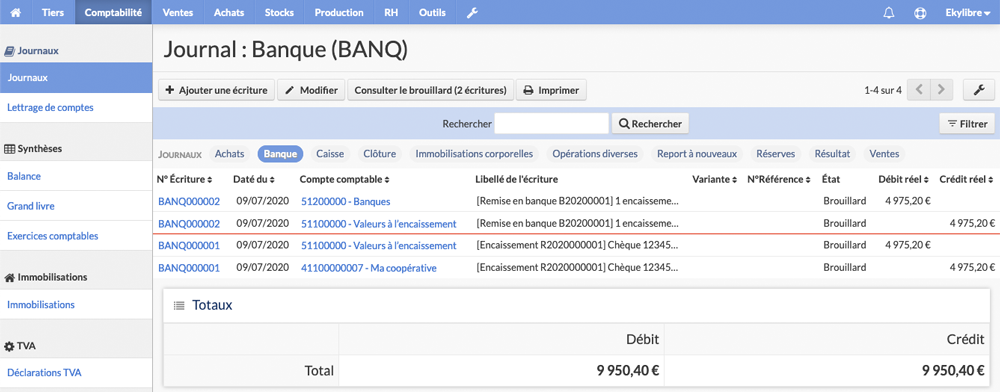 Tiers Comptabilité Ventes Achats Stocks Production RH Outils Ekylibre
Journaux
Journaux
Lettrage de comptes
Synthèses
Balance
Grand livre
Exercices comptables
Immobilisations
Immobilisations
TVA
Déclarations TVA
Journal : Banque (BANQ)
Ajouter une écriture Modifier Consulter le brouillard (2 écritures) Imprimer 1-4 sur 4
Rechercher Rechercher Filtrer
JOURNAUX Achats Banque Caisse Clôture Immobilisations corporelles Opérations diverses Report à nouveaux Réserves Résultat Ventes
N° Écriture Daté du Compte comptable Libellé de l'écriture Variante N°Référence État Débit réel Crédit réel
BANQ000002 09/07/2020 51200000 - Banques [Remise en banque B20200001] 1 encaisseme... Brouillard 4 975,20 €
BANQ000002 09/07/2020 51100000 - Valeurs à l'encaissement [Remise en banque B20200001] 1 encaisseme... Brouillard 4 975,20 €
BANQ000001 09/07/2020 51100000 - Valeurs à l'encaissement [Encaissement R2020000001] Chèque 12345... Brouillard 4 975,20 €
BANQ000001 09/07/2020 41100000007 - Ma coopérative [Encaissement R2020000001] Chèque 12345... Brouillard 4 975,20 €
Totaux
Débit Crédit
Total 9 950,40 € 9 950,40 €